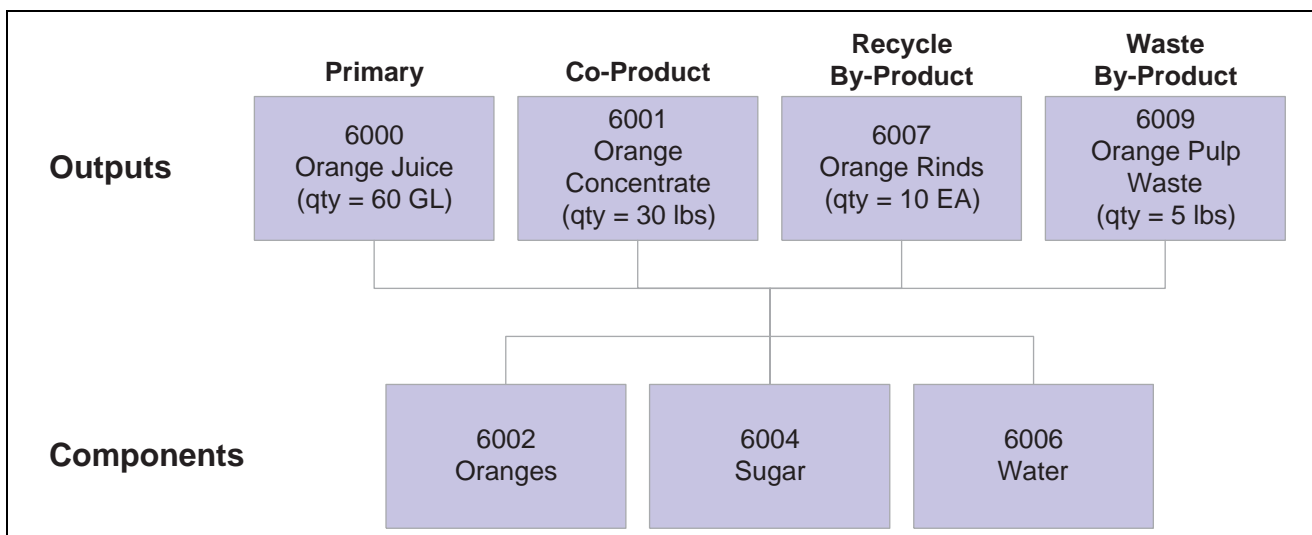 Primary
Co-Product
Recycle
By-Product
Waste
By-Product
Outputs
6000
Orange Juice
(qty = 60 GL)
6001
Orange
Concentrate
(qty = 30 lbs)
6007
Orange Rinds
(qty = 10 EA)
6009
Orange Pulp
Waste
(qty = 5 lbs)
Components
6002
Oranges
6004
Sugar
6006
Water